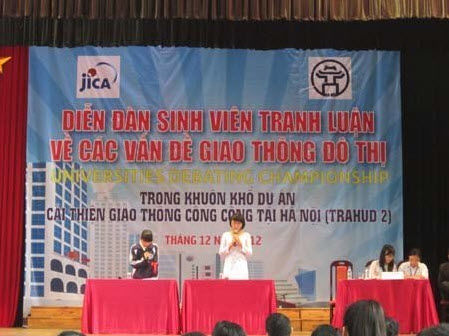 jICA
DIỄN ĐÀN SINH VIÊN TRANH LUẬN
VỀ CÁC VẤN ĐỀ GIAO THÔNG ĐÔ THỊ
UNIVERSITIES DEBATING CHAMPIONSHIP
TRONG KHUÔN KHỔ DỰ ÁN
CẢI THIỆN GIAO THÔNG CÔNG CỘNG TẠI HÀ NỘI (TRAHUD 2)
THÁNG 12 12